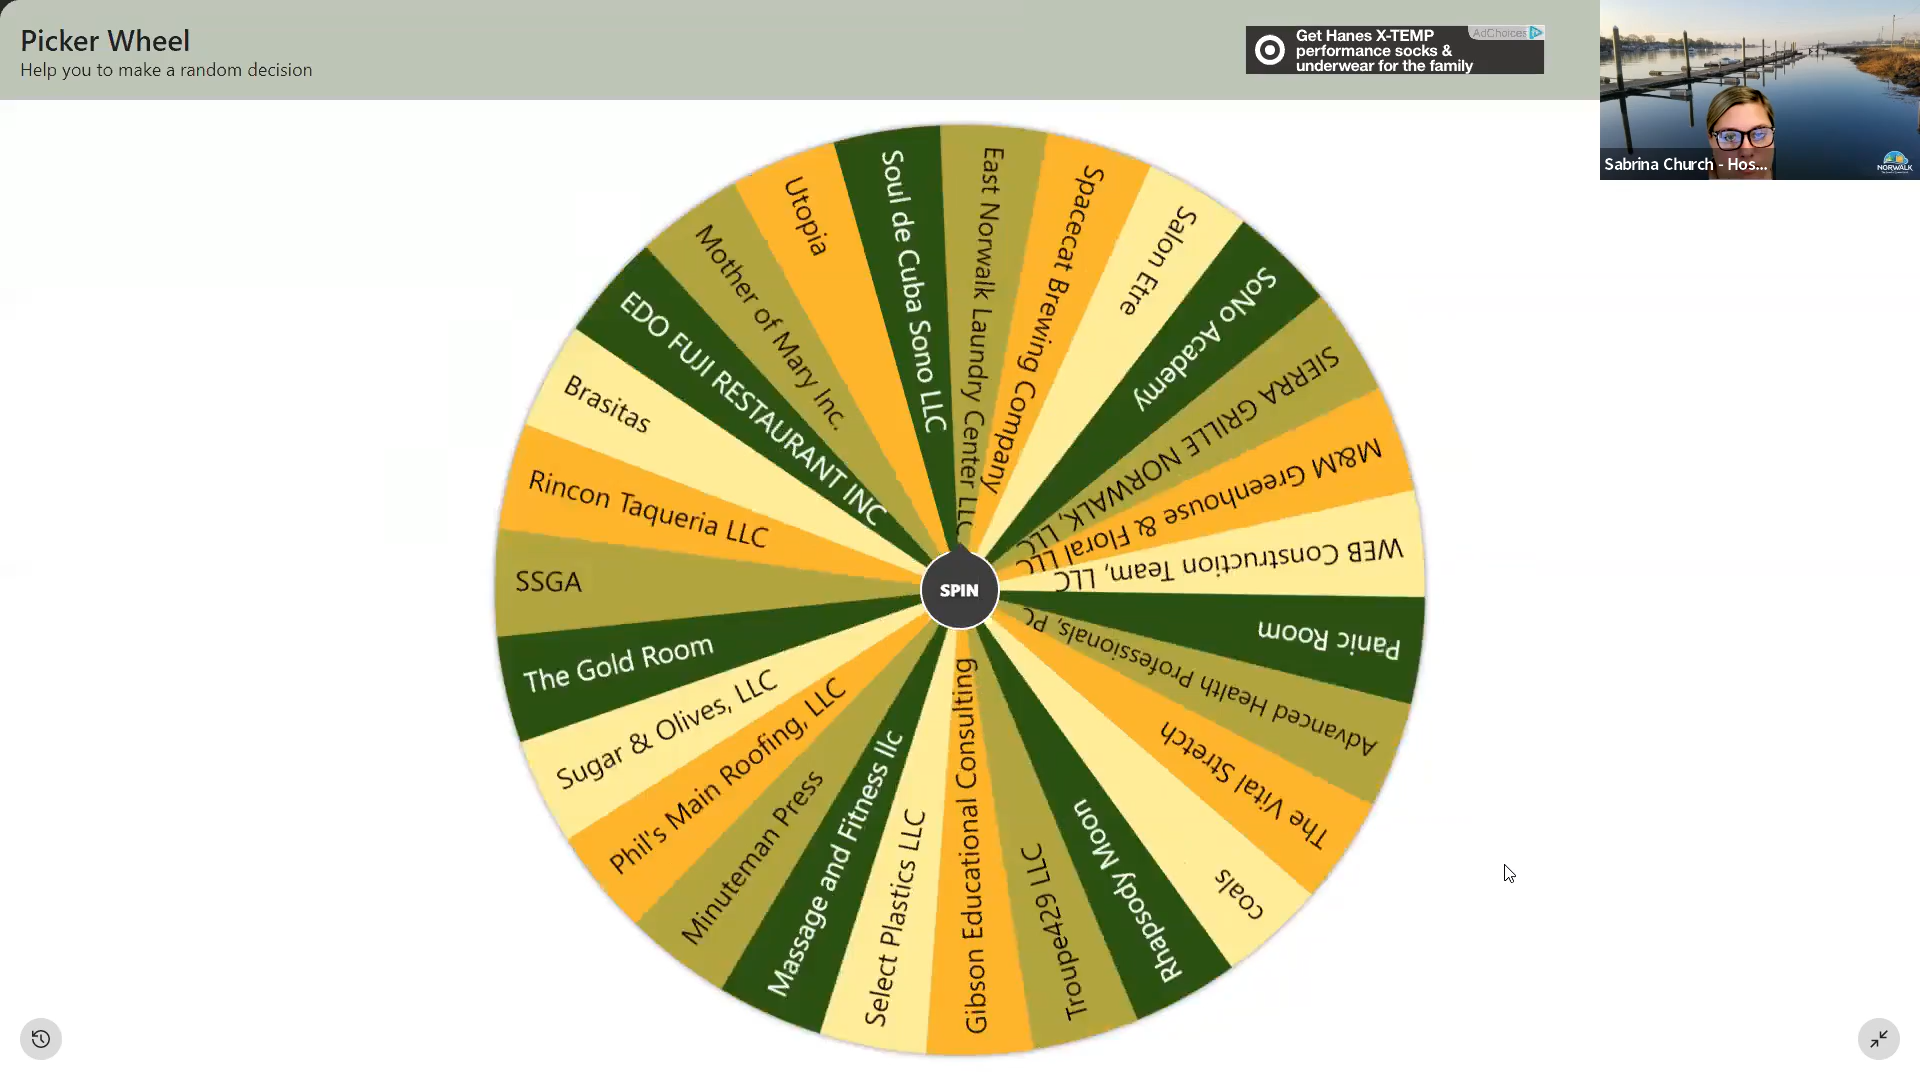 Picker Wheel
Help you to make a random decision
Get Hanes X-TEMP
performance socks &
underwear for the family
AdChoices
Sabrina Church - Hos...
NORWALK
East Norwalk Laundry Center LLC
Spacecat Brewing Company
Salon Etre
SoNo Academy
SIERRA GRILLE NORWALK, LLC
M&M Greenhouse & Floral LLC
WEB Construction Team, LLC
Panic Room
Advanced Health Professionals, PC
The Vital Stretch
coals
Rhapsody Moon
Troupe429 LLC
Gibson Educational Consulting
Select Plastics LLC
Massage and Fitness llc
Minuteman Press
Phil's Main Roofing, LLC
Sugar & Olives, LLC
The Gold Room
SSGA
Rincon Taqueria LLC
Brasitas
EDO FUJI RESTAURANT INC
Mother of Mary Inc.
Utopia
Soul de Cuba Sono LLC
SPIN